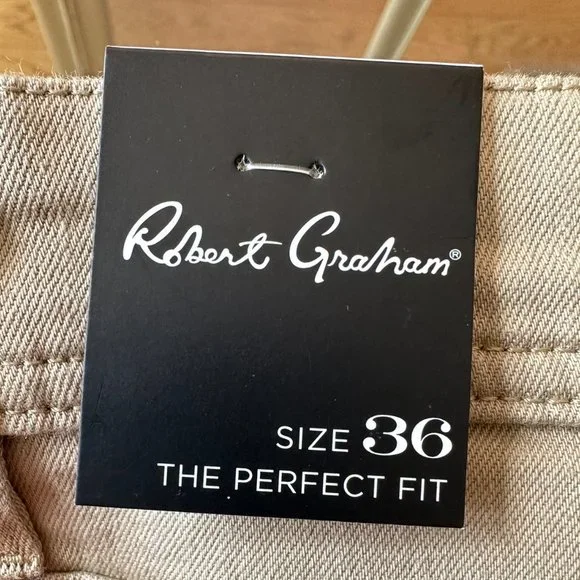 Robert Graham®
SIZE 36
THE PERFECT FIT